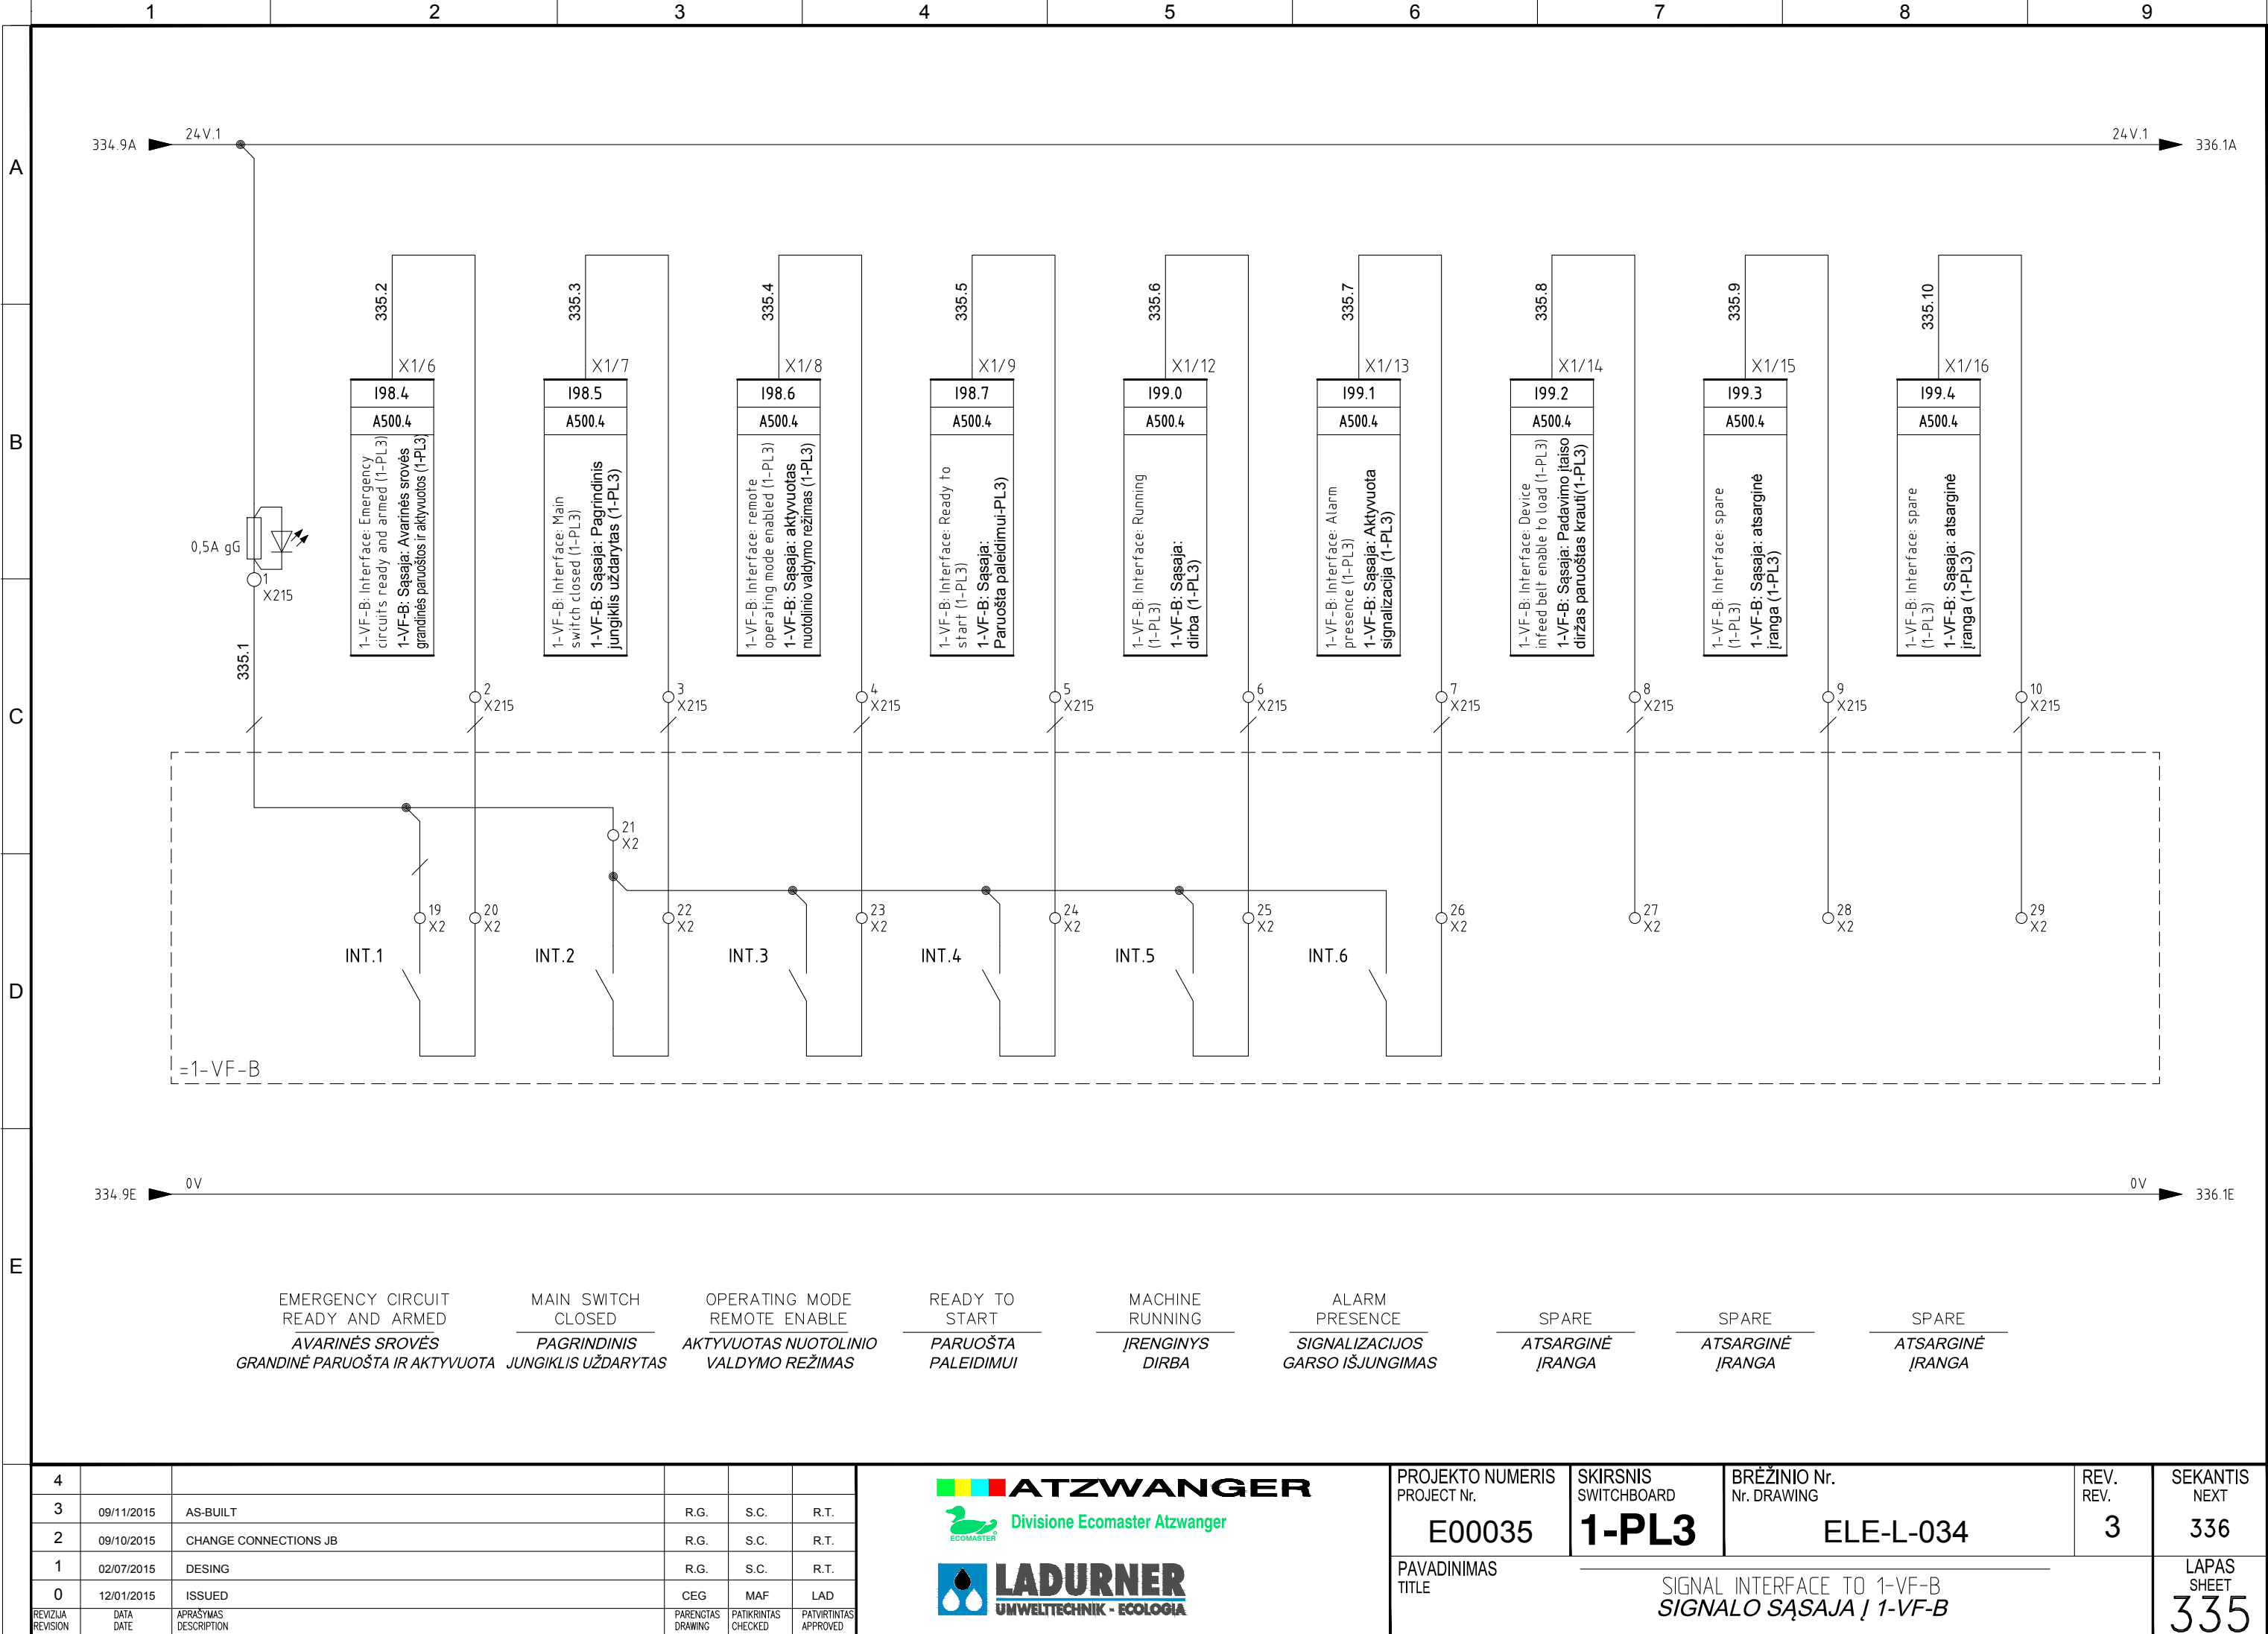 1 2 3 4 5 6 7 8 9
A
B
C
D
E
334.9A 24V.1 24V.1 336.1A
335.2 335.3 335.4 335.5 335.6 335.7 335.8 335.9 335.10
X1/6 X1/7 X1/8 X1/9 X1/12 X1/13 X1/14 X1/15 X1/16
I98.4 I98.5 I98.6 I98.7 I99.0 I99.1 I99.2 I99.3 I99.4
A500.4 A500.4 A500.4 A500.4 A500.4 A500.4 A500.4 A500.4 A500.4
1-VF-B: Interface: Emergency
circuits ready and armed (1-PL3)
1-VF-B: Sąsaja: Avarinės srovės
grandinės paruoštos ir aktyvuotos (1-PL3)
1-VF-B: Interface: Main
switch closed (1-PL3)
1-VF-B: Sąsaja: Pagrindinis
jungiklis uždarytas (1-PL3)
1-VF-B: Interface: remote
operating mode enabled (1-PL3)
1-VF-B: Sąsaja: aktyvuotas
nuotolinio valdymo režimas (1-PL3)
1-VF-B: Interface: Ready to
start (1-PL3)
1-VF-B: Sąsaja:
Paruošta paleidimui-PL3)
1-VF-B: Interface: Running
(1-PL3)
1-VF-B: Sąsaja:
dirba (1-PL3)
1-VF-B: Interface: Alarm
presence (1-PL3)
1-VF-B: Sąsaja: Aktyvuota
signalizacija (1-PL3)
1-VF-B: Interface: Device
infeed belt enable to load (1-PL3)
1-VF-B: Sąsaja: Padavimo įtaiso
diržas paruoštas krauti(1-PL3)
1-VF-B: Interface: spare
(1-PL3)
1-VF-B: Sąsaja: atsarginė
įranga (1-PL3)
1-VF-B: Interface: spare
(1-PL3)
1-VF-B: Sąsaja: atsarginė
įranga (1-PL3)
0,5A gG
1
X215
335.1
2 3 4 5 6 7 8 9 10
X215 X215 X215 X215 X215 X215 X215 X215 X215
21
X2
19 20 22 23 24 25 26 27 28 29
X2 X2 X2 X2 X2 X2 X2 X2 X2 X2
INT.1 INT.2 INT.3 INT.4 INT.5 INT.6
=1-VF-B
334.9E 0V 0V 336.1E
EMERGENCY CIRCUIT
READY AND ARMED
AVARINĖS SROVĖS
GRANDINĖ PARUOŠTA IR AKTYVUOTA
MAIN SWITCH
CLOSED
PAGRINDINIS
JUNGIKLIS UŽDARYTAS
OPERATING MODE
REMOTE ENABLE
AKTYVUOTAS NUOTOLINIO
VALDYMO REŽIMAS
READY TO
START
PARUOŠTA
PALEIDIMUI
MACHINE
RUNNING
ĮRENGINYS
DIRBA
ALARM
PRESENCE
SIGNALIZACIJOS
GARSO IŠJUNGIMAS
SPARE
ATSARGINĖ
ĮRANGA
SPARE
ATSARGINĖ
ĮRANGA
SPARE
ATSARGINĖ
ĮRANGA
4
3 09/11/2015 AS-BUILT R.G. S.C. R.T.
2 09/10/2015 CHANGE CONNECTIONS JB R.G. S.C. R.T.
1 02/07/2015 DESING R.G. S.C. R.T.
0 12/01/2015 ISSUED CEG MAF LAD
REVIZIJA DATA APRAŠYMAS PARENGTAS PATIKRINTAS PATVIRTINTAS
REVISION DATE DESCRIPTION DRAWING CHECKED APPROVED
ATZWANGER
Divisione Ecomaster Atzwanger
ECOMASTER
LADURNER
UMWELTTECHNIK - ECOLOGIA
PROJEKTO NUMERIS
PROJECT Nr.
E00035
SKIRSNIS
SWITCHBOARD
1-PL3
BRĖŽINIO Nr.
Nr. DRAWING
ELE-L-034
REV.
REV.
3
SEKANTIS
NEXT
336
PAVADINIMAS
TITLE
SIGNAL INTERFACE TO 1-VF-B
SIGNALO SĄSAJA Į 1-VF-B
LAPAS
SHEET
335